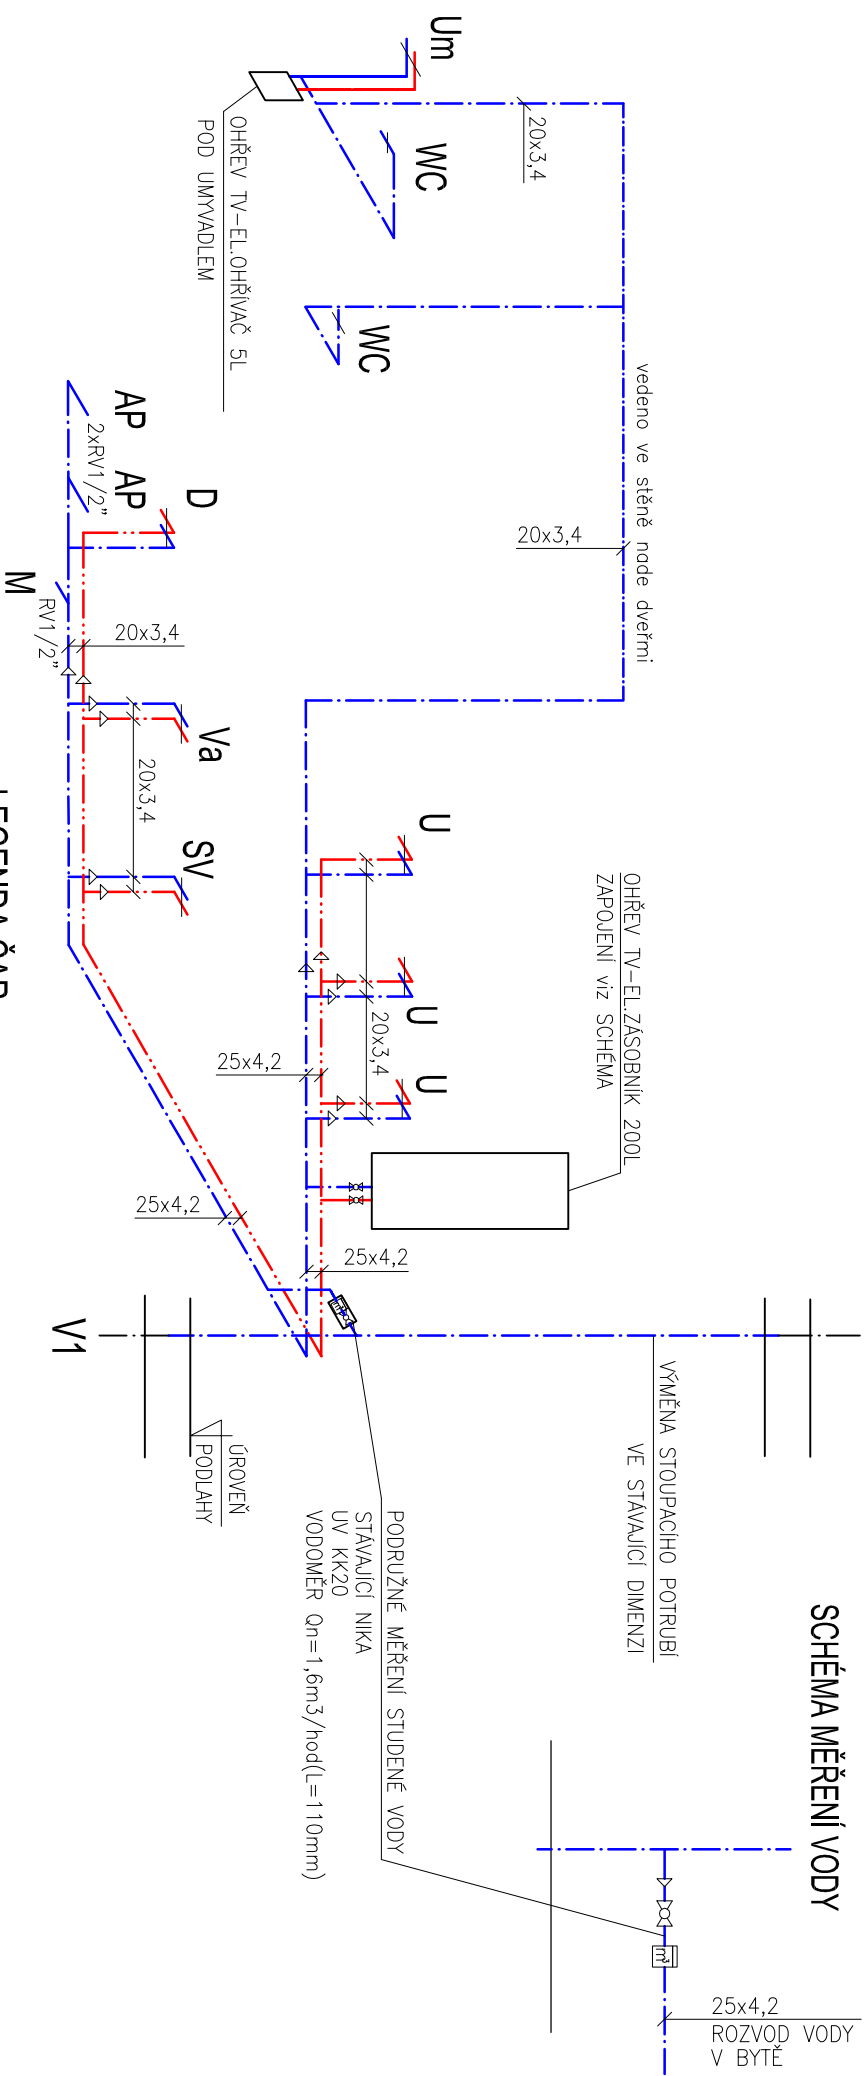 SCHÉMA MĚŘENÍ VODY
25x4,2
ROZVOD VODY
V BYTĚ
VÝMĚNA STOUPACÍHO POTRUBÍ
VE STÁVAJÍCÍ DIMENZI
PODRUŽNÉ MĚŘENÍ STUDENÉ VODY
STÁVAJÍCÍ NIKA
UV KK20
VODOMĚR Qn=1,6m3/hod(L=110mm)
m³
m³
ÚROVEŇ
PODLAHY
V1
vedeno ve stěně nade dveřmi
20x3,4
20x3,4
OHŘEV TV-EL.ZÁSOBNÍK 200L
ZAPOJENÍ viz SCHÉMA
Um
WC
WC
OHŘEV TV-EL.OHŘÍVAČ 5L
POD UMYVADLEM
U
U
U
20x3,4
25x4,2
25x4,2
25x4,2
AP
AP
2xRV1/2"
D
M
RV1/2"
20x3,4
Va
20x3,4
SV